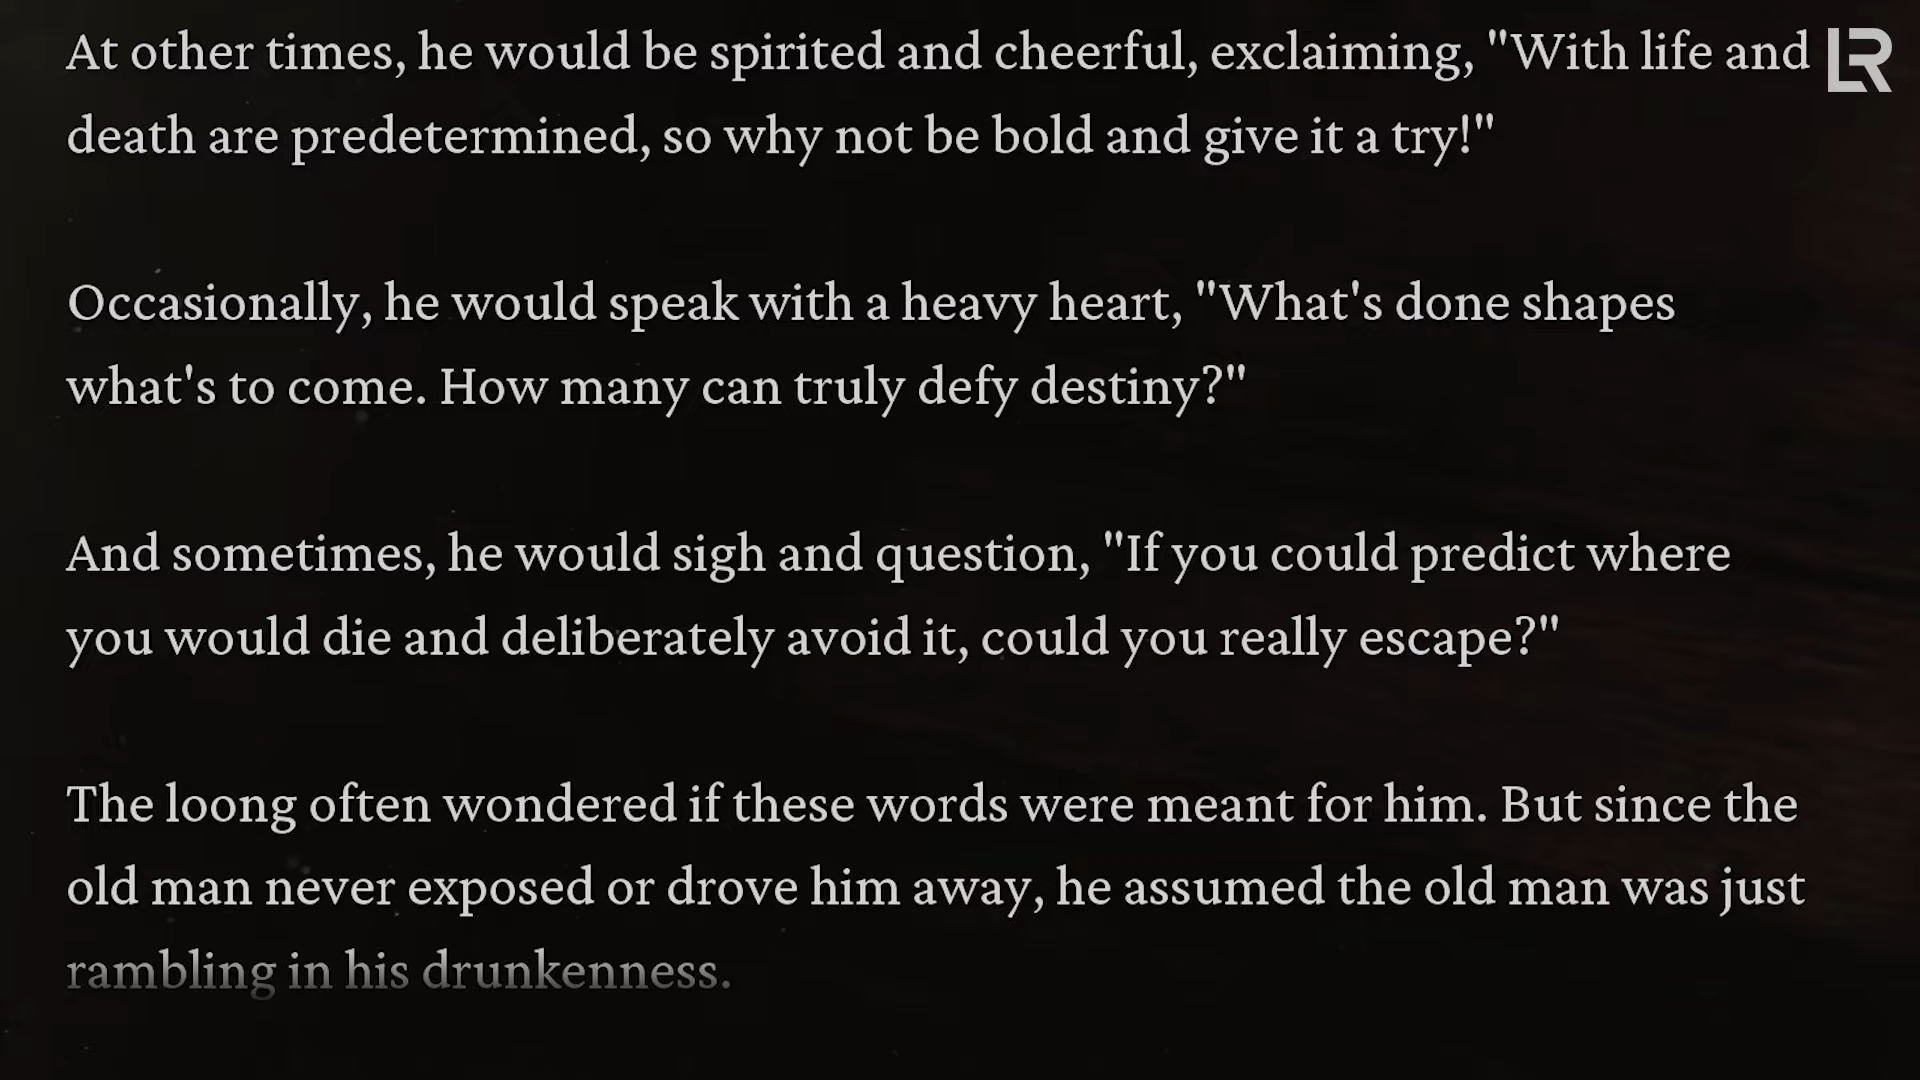 At other times, he would be spirited and cheerful, exclaiming, "With life and
death are predetermined, so why not be bold and give it a try!"
Occasionally, he would speak with a heavy heart, "What's done shapes
what's to come. How many can truly defy destiny?"
And sometimes, he would sigh and question, "If you could predict where
you would die and deliberately avoid it, could you really escape?"
The loong often wondered if these words were meant for him. But since the
old man never exposed or drove him away, he assumed the old man was just
rambling in his drunkenness.
LR